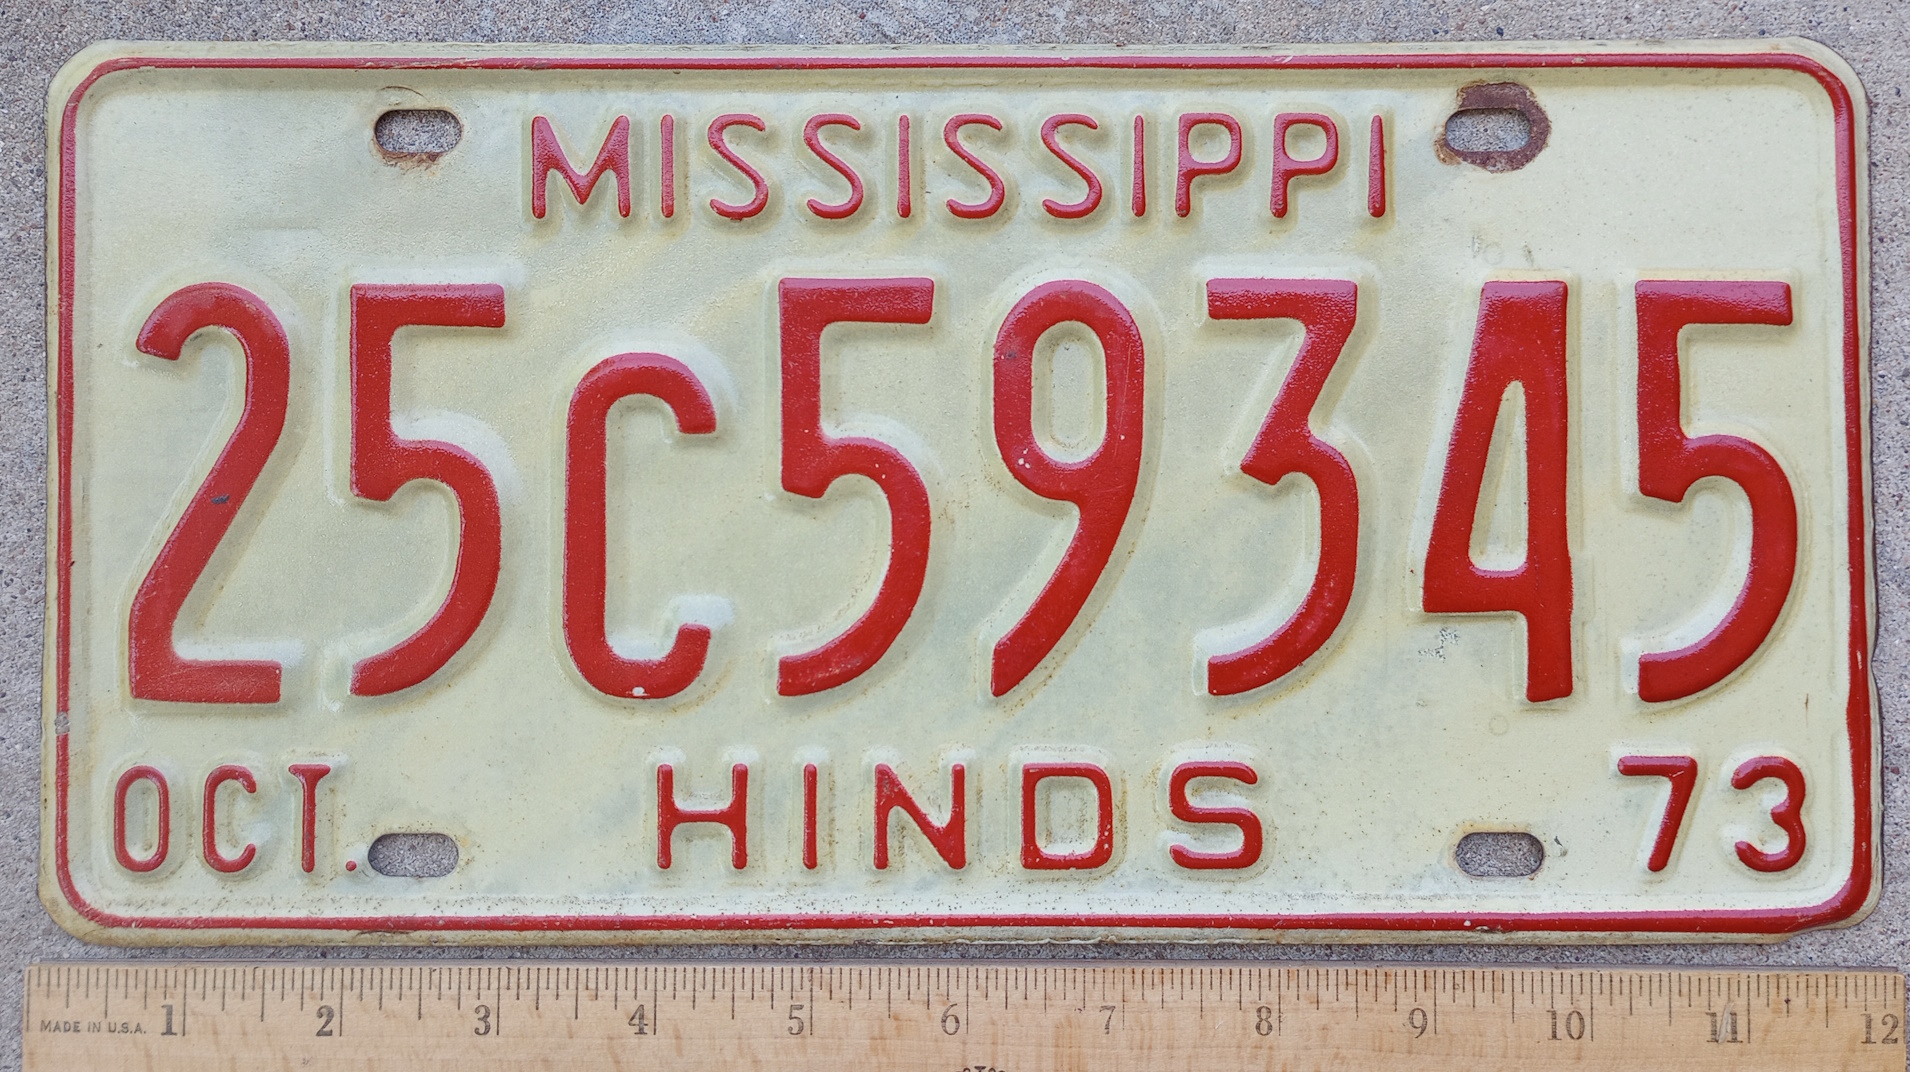 MISSISSIPPI
25C59345
OCT. HINDS 73
MADE IN U.S.A. 1 2 3 4 5 6 7 8 9 10 11 12